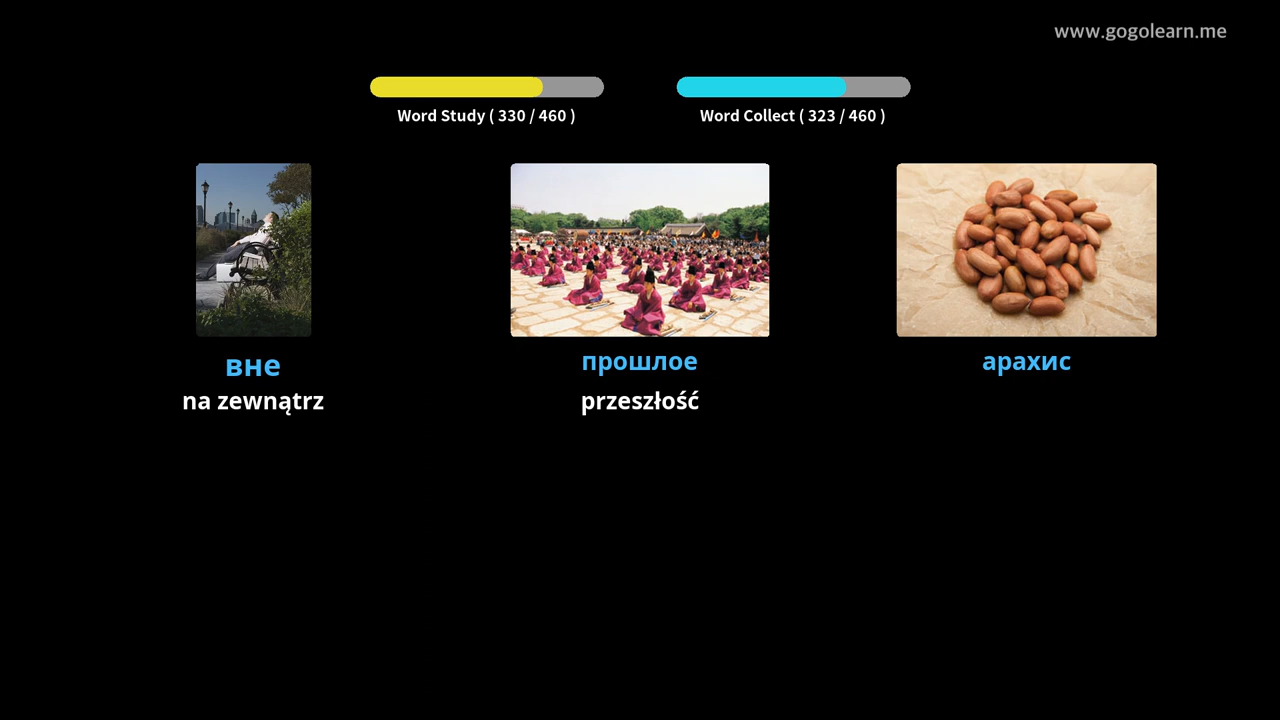 www.gogolearn.me
Word Study ( 330 / 460 )
Word Collect ( 323 / 460 )
вне
прошлое
арахис
na zewnątrz
przeszłość